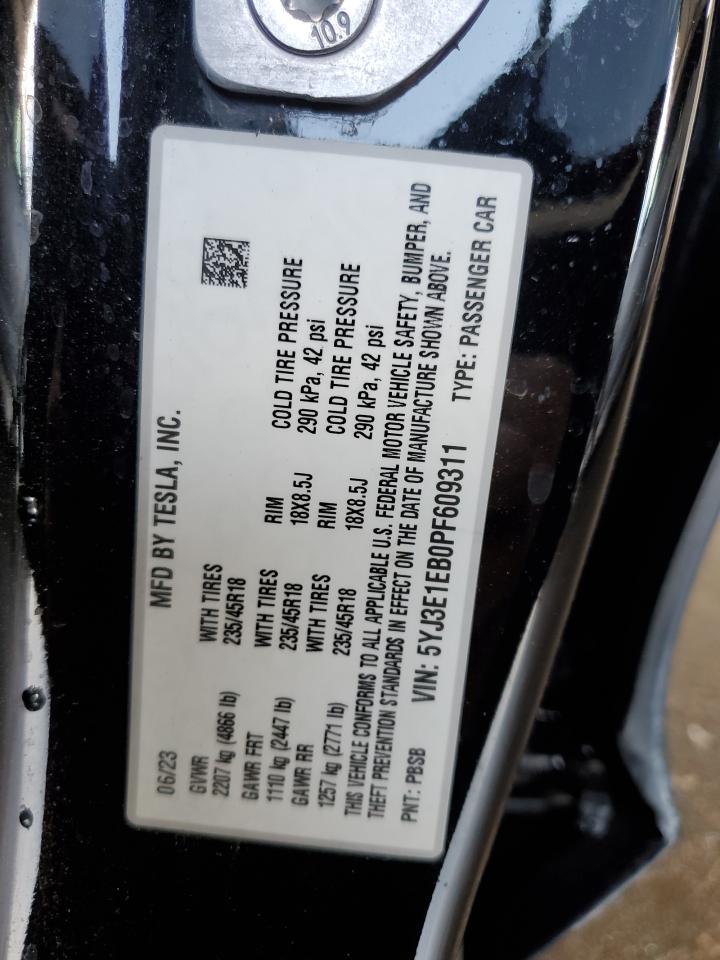 10.9
06/23 MFD BY TESLA, INC.
GVWR WITH TIRES
2207 kg (4866 lb) 235/45R18
GAWR FRT WITH TIRES RIM COLD TIRE PRESSURE
1110 kg (2447 lb) 235/45R18 18X8.5J 290 kPa, 42 psi
GAWR RR WITH TIRES RIM COLD TIRE PRESSURE
1257 kg (2771 lb) 235/45R18 18X8.5J 290 kPa, 42 psi
THIS VEHICLE CONFORMS TO ALL APPLICABLE U.S. FEDERAL MOTOR VEHICLE SAFETY, BUMPER, AND
THEFT PREVENTION STANDARDS IN EFFECT ON THE DATE OF MANUFACTURE SHOWN ABOVE.
PNT: PBSB VIN: 5YJ3E1EB0PF609311 TYPE: PASSENGER CAR